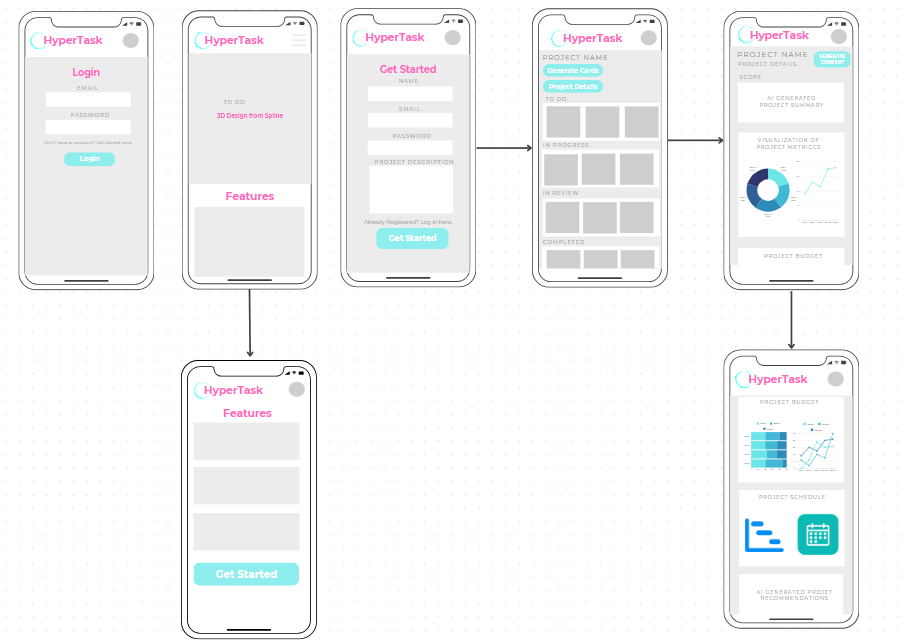 HyperTask
Login
EMAIL
PASSWORD
Don't have an account? Get started here.
Login
HyperTask
TO DO
3D Design from Spline
Features
HyperTask
Get Started
NAME
EMAIL
PASSWORD
PROJECT DESCRIPTION
Already Registered? Log in here.
Get Started
HyperTask
PROJECT NAME
Generate Cards
Project Details
TO DO
IN PROGRESS
IN REVIEW
COMPLETED
HyperTask
PROJECT NAME
GENERATE
CONTENT
PROJECT DETAILS
SCOPE
AI GENERATED
PROJECT SUMMARY
VISUALIZATION OF
PROJECT METRICCS
PROJECT BUDGET
HyperTask
Features
Get Started
HyperTask
PROJECT BUDGET
PROJECT SCHEDULE
AI GENERATED PROJET
RECOMMENDATIONS